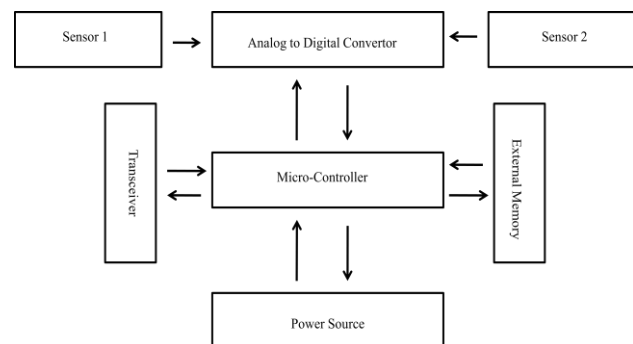 Sensor 1
Analog to Digital Convertor
Sensor 2
Transceiver
Micro-Controller
External Memory
Power Source